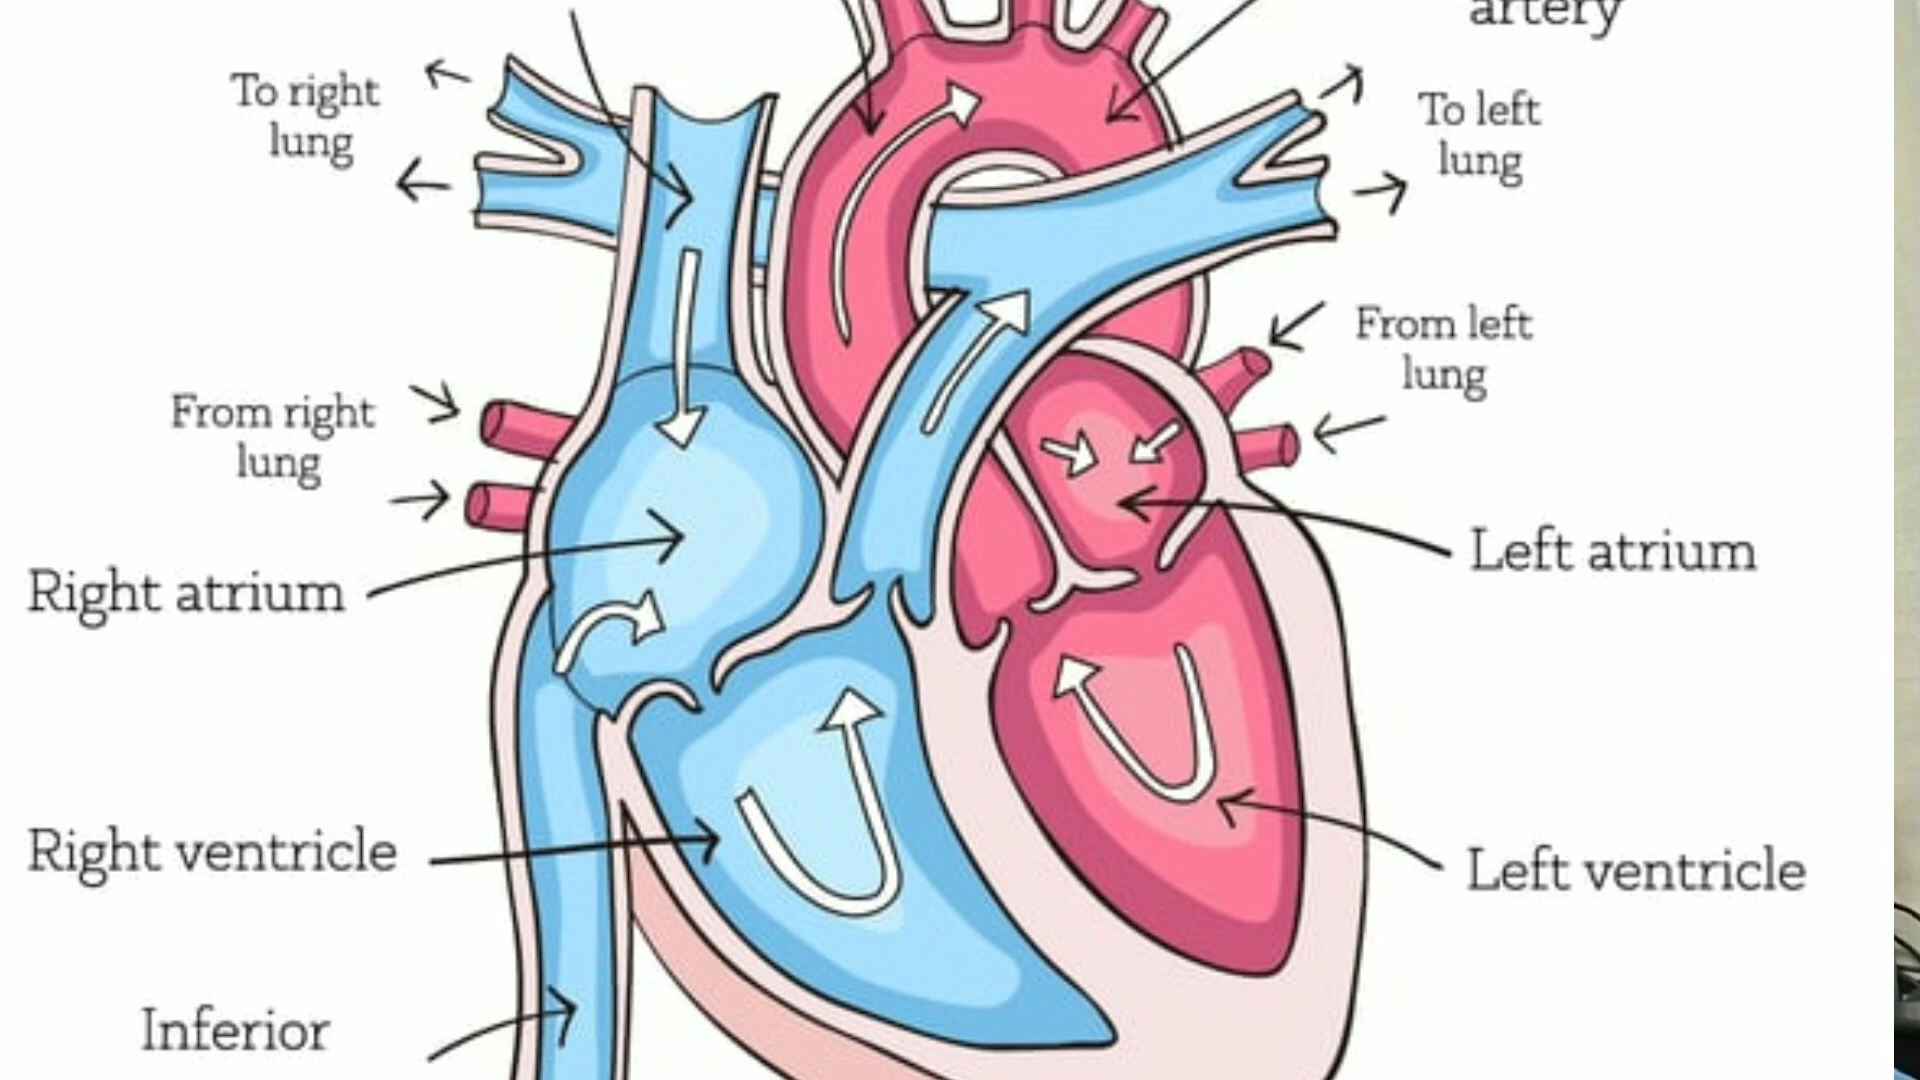 artery
To right
lung
To left
lung
From left
lung
From right
lung
Left atrium
Right atrium
Right ventricle
Left ventricle
Inferior